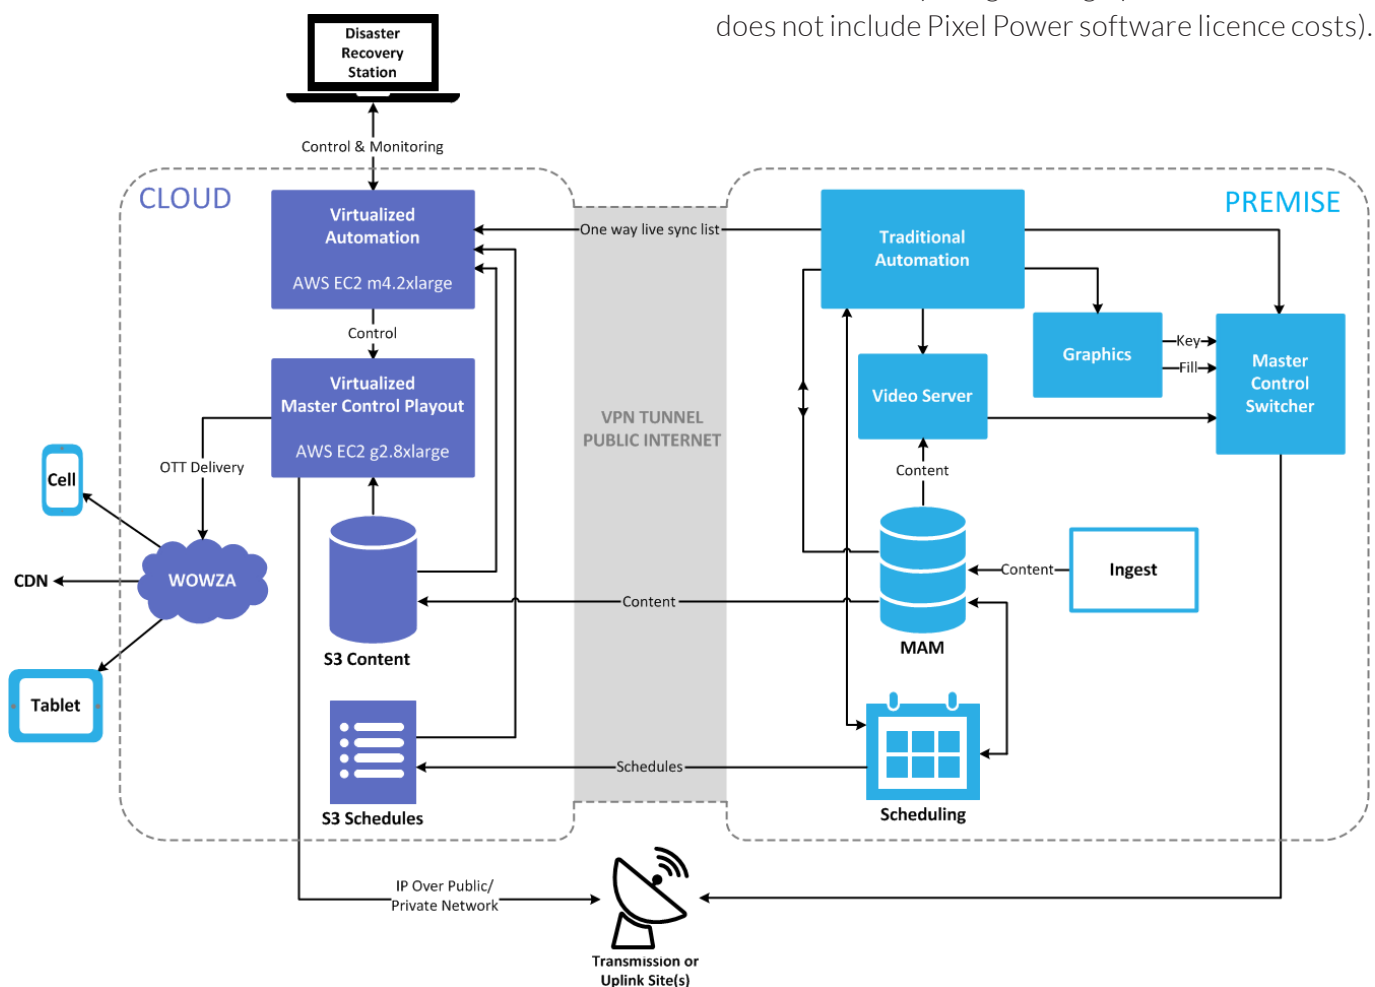 does not include Pixel Power software licence costs).
Disaster
Recovery
Station
Control & Monitoring
CLOUD
PREMISE
Virtualized
Automation
AWS EC2 m4.2xlarge
One way live sync list
Traditional
Automation
Control
Virtualized
Master Control Playout
AWS EC2 g2.8xlarge
VPN TUNNEL
PUBLIC INTERNET
Video Server
Graphics
Key
Fill
Master
Control
Switcher
OTT Delivery
Content
Cell
CDN
WOWZA
Tablet
S3 Content
Content
MAM
Content
Ingest
S3 Schedules
Schedules
Scheduling
IP Over Public/
Private Network
Transmission or
Uplink Site(s)